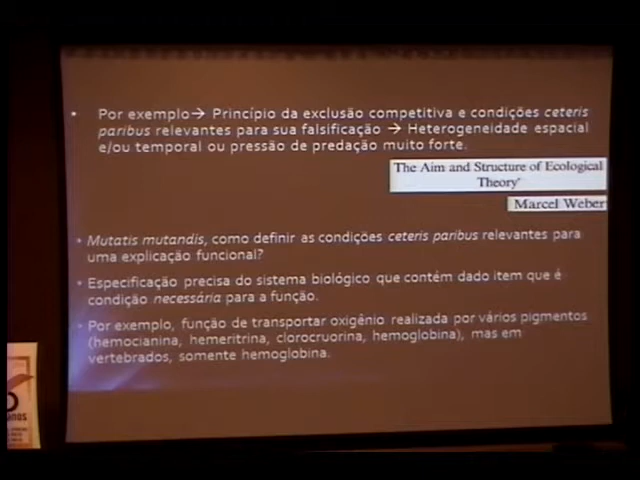 • Por exemplo→ Princípio da exclusão competitiva e condições ceteris
paribus relevantes para sua falsificação → Heterogeneidade espacial
e/ou temporal ou pressão de predação muito forte.
The Aim and Structure of Ecological
Theory*
Marcel Weber
• Mutatis mutandis, como definir as condições ceteris paribus relevantes para
uma explicação funcional?
• Especificação precisa do sistema biológico que contém dado item que é
condição necessária para a função.
• Por exemplo, função de transportar oxigênio realizada por vários pigmentos
(hemocianina, hemeritrina, clorocruorina, hemoglobina), mas em
vertebrados, somente hemoglobina.
anos